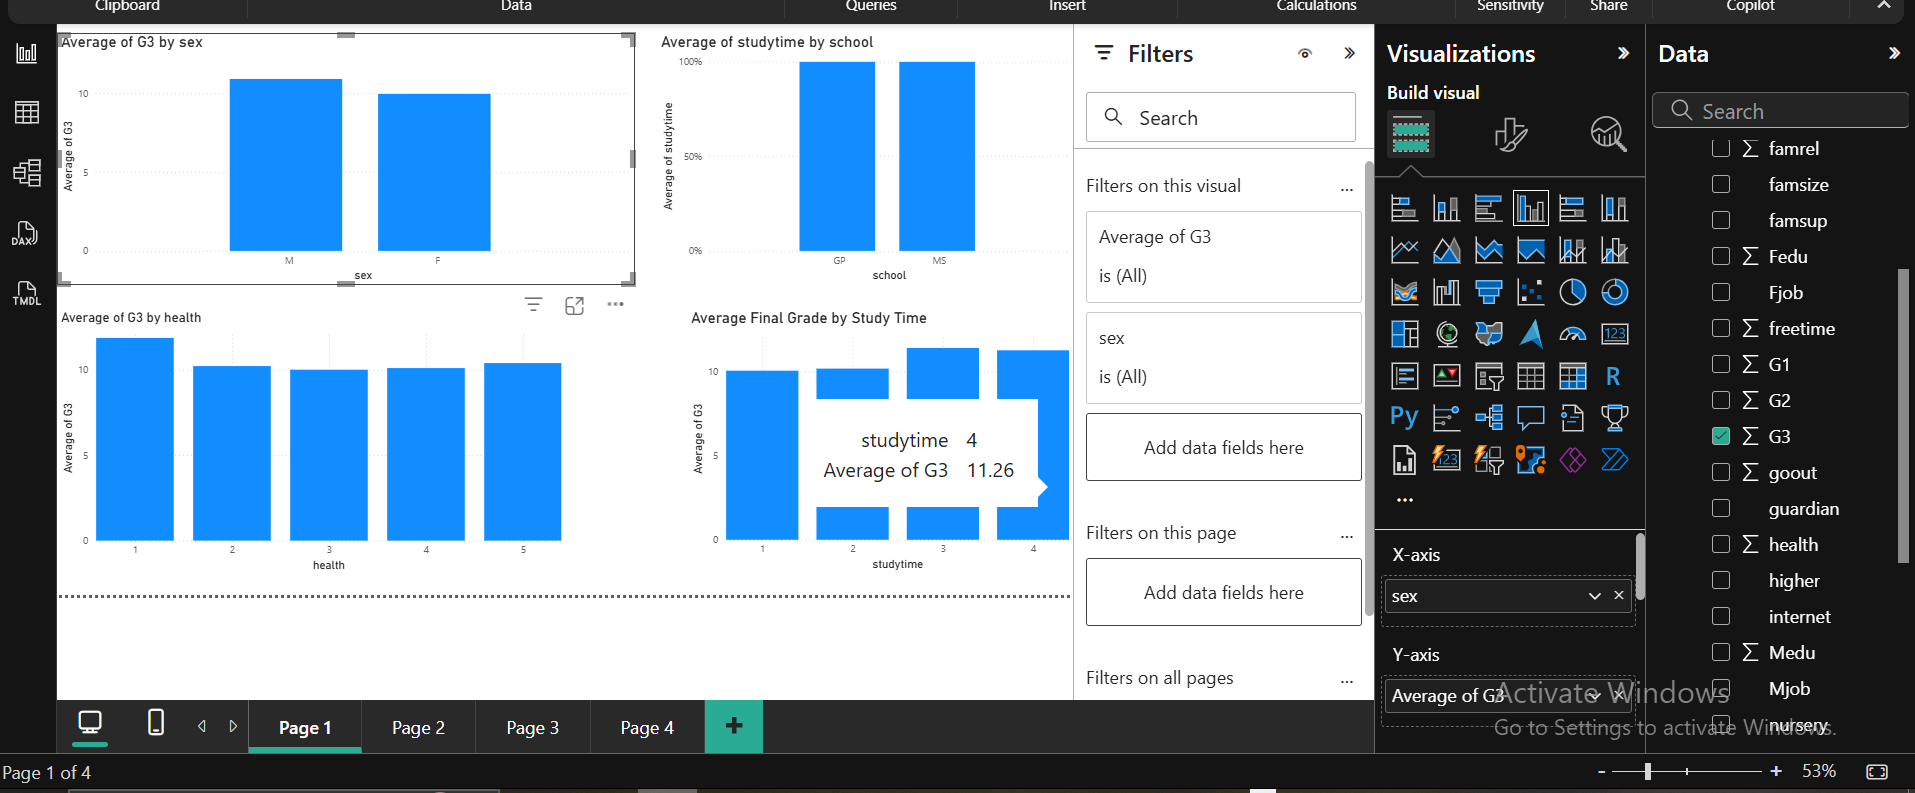 Clipboard
Data
Queries
Insert
Calculations
Sensitivity
Share
Copilot
Average of G3 by sex
10
5
0
Average of G3
M
F
sex
Average of studytime by school
100%
50%
0%
Average of studytime
GP
MS
school
Average of G3 by health
10
5
0
Average of G3
1
2
3
4
5
health
Average Final Grade by Study Time
10
5
0
Average of G3
studytime 4
Average of G3 11.26
1
2
3
4
studytime
Filters
Search
Filters on this visual
...
Average of G3
is (All)
sex
is (All)
Add data fields here
Filters on this page
...
Add data fields here
Filters on all pages
...
Visualizations
Build visual
123
R
Py
123
...
X-axis
sex
Y-axis
Average of G3
Data
Search
famrel
famsize
famsup
Fedu
Fjob
freetime
G1
G2
G3
goout
guardian
health
higher
internet
Medu
Mjob
nursery
Activate Windows
Go to Settings to activate Windows.
DAX
TMDL
Page 1
Page 2
Page 3
Page 4
+
Page 1 of 4
- + 53%